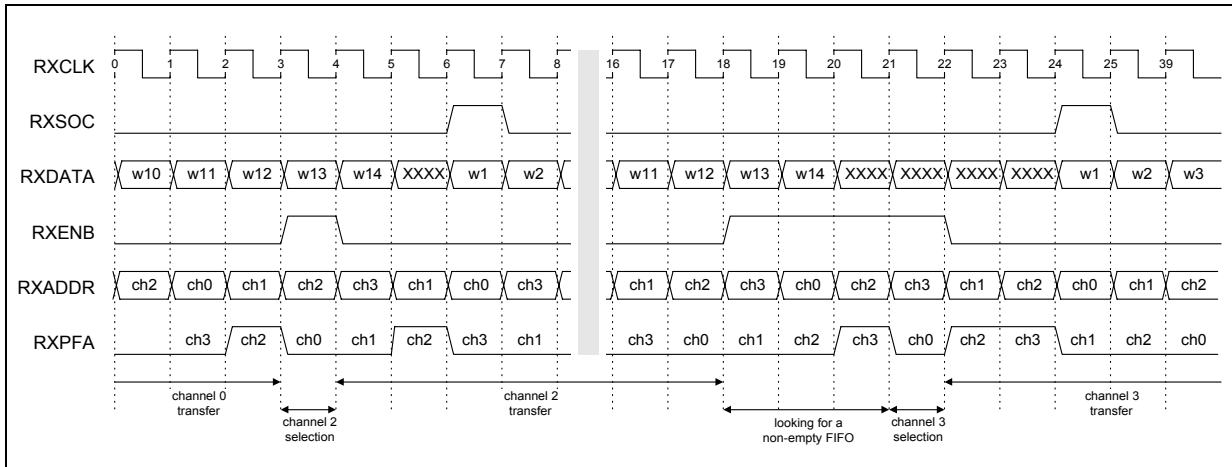 RXCLK 0 1 2 3 4 5 6 7 8 16 17 18 19 20 21 22 23 24 25 39
RXSOC
RXDATA w10 w11 w12 w13 w14 XXXX w1 w2 w11 w12 w13 w14 XXXX XXXX XXXX XXXX w1 w2 w3
RXENB
RXADDR ch2 ch0 ch1 ch2 ch3 ch1 ch0 ch3 ch1 ch2 ch3 ch0 ch2 ch3 ch1 ch2 ch0 ch1 ch2
RXPFA ch3 ch2 ch0 ch1 ch2 ch3 ch1 ch3 ch0 ch1 ch2 ch3 ch0 ch2 ch3 ch1 ch2 ch0
channel 0
transfer
channel 2
selection
channel 2
transfer
looking for a
non-empty FIFO
channel 3
selection
channel 3
transfer